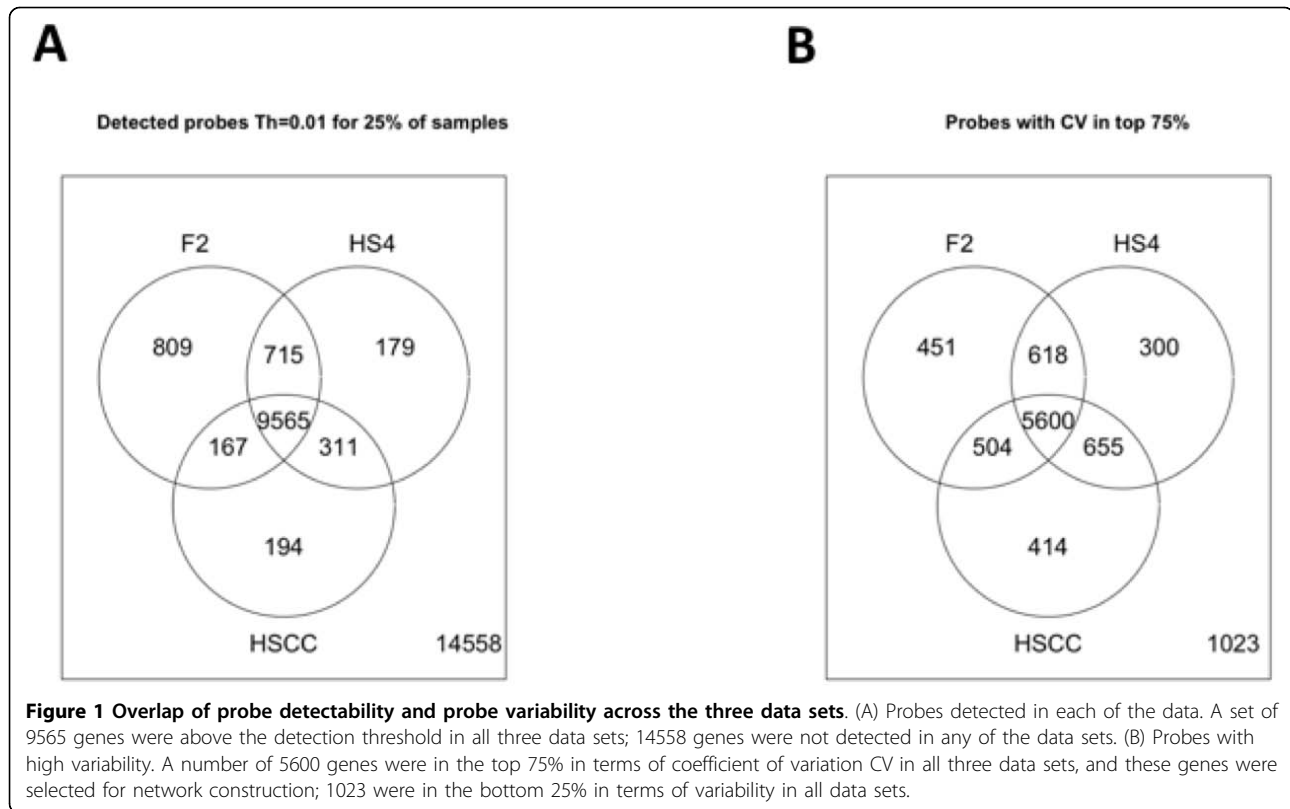 A
B
Detected probes Th=0.01 for 25% of samples
Probes with CV in top 75%
F2
HS4
809
715
179
9565
167
311
194
HSCC
14558
F2
HS4
451
618
300
5600
504
655
414
HSCC
1023
Figure 1 Overlap of probe detectability and probe variability across the three data sets. (A) Probes detected in each of the data. A set of
9565 genes were above the detection threshold in all three data sets; 14558 genes were not detected in any of the data sets. (B) Probes with
high variability. A number of 5600 genes were in the top 75% in terms of coefficient of variation CV in all three data sets, and these genes were
selected for network construction; 1023 were in the bottom 25% in terms of variability in all data sets.